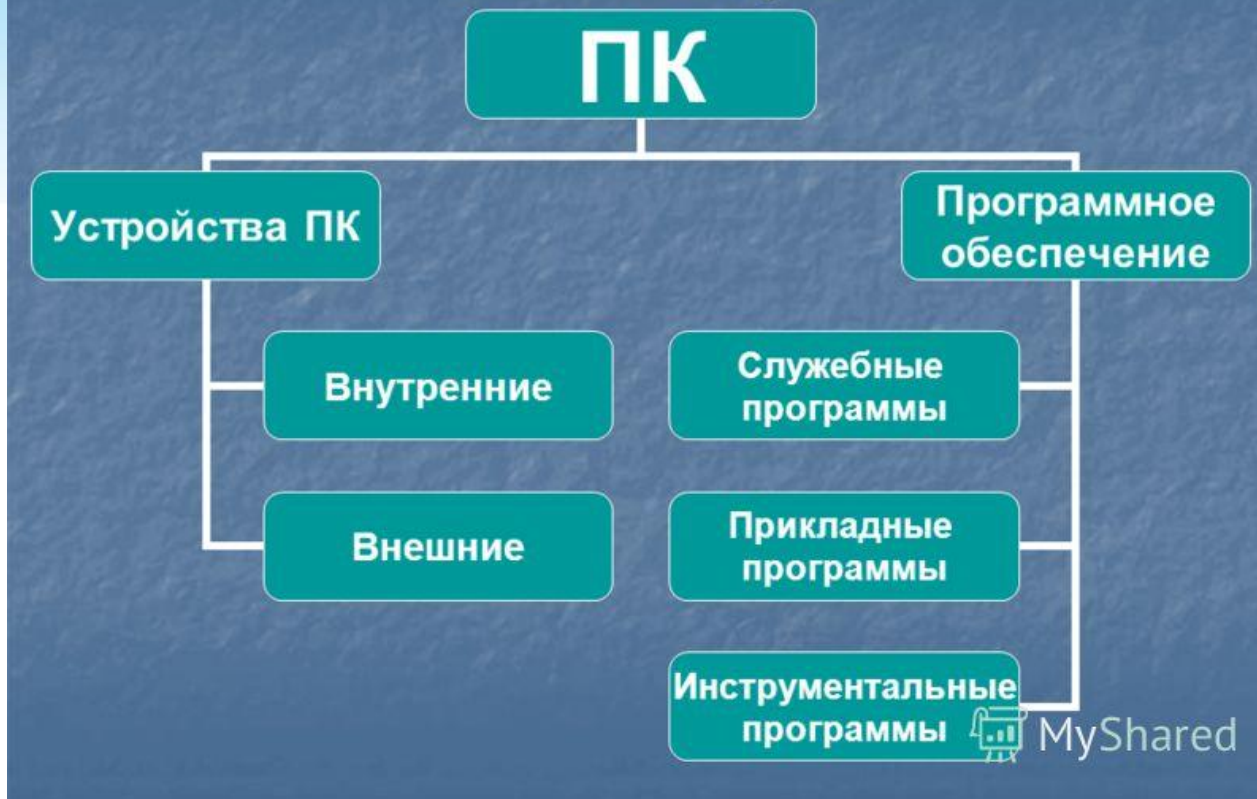 ПК
Устройства ПК
Программное
обеспечение
Внутренние
Служебные
программы
Внешние
Прикладные
программы
Инструментальные
программы
MyShared